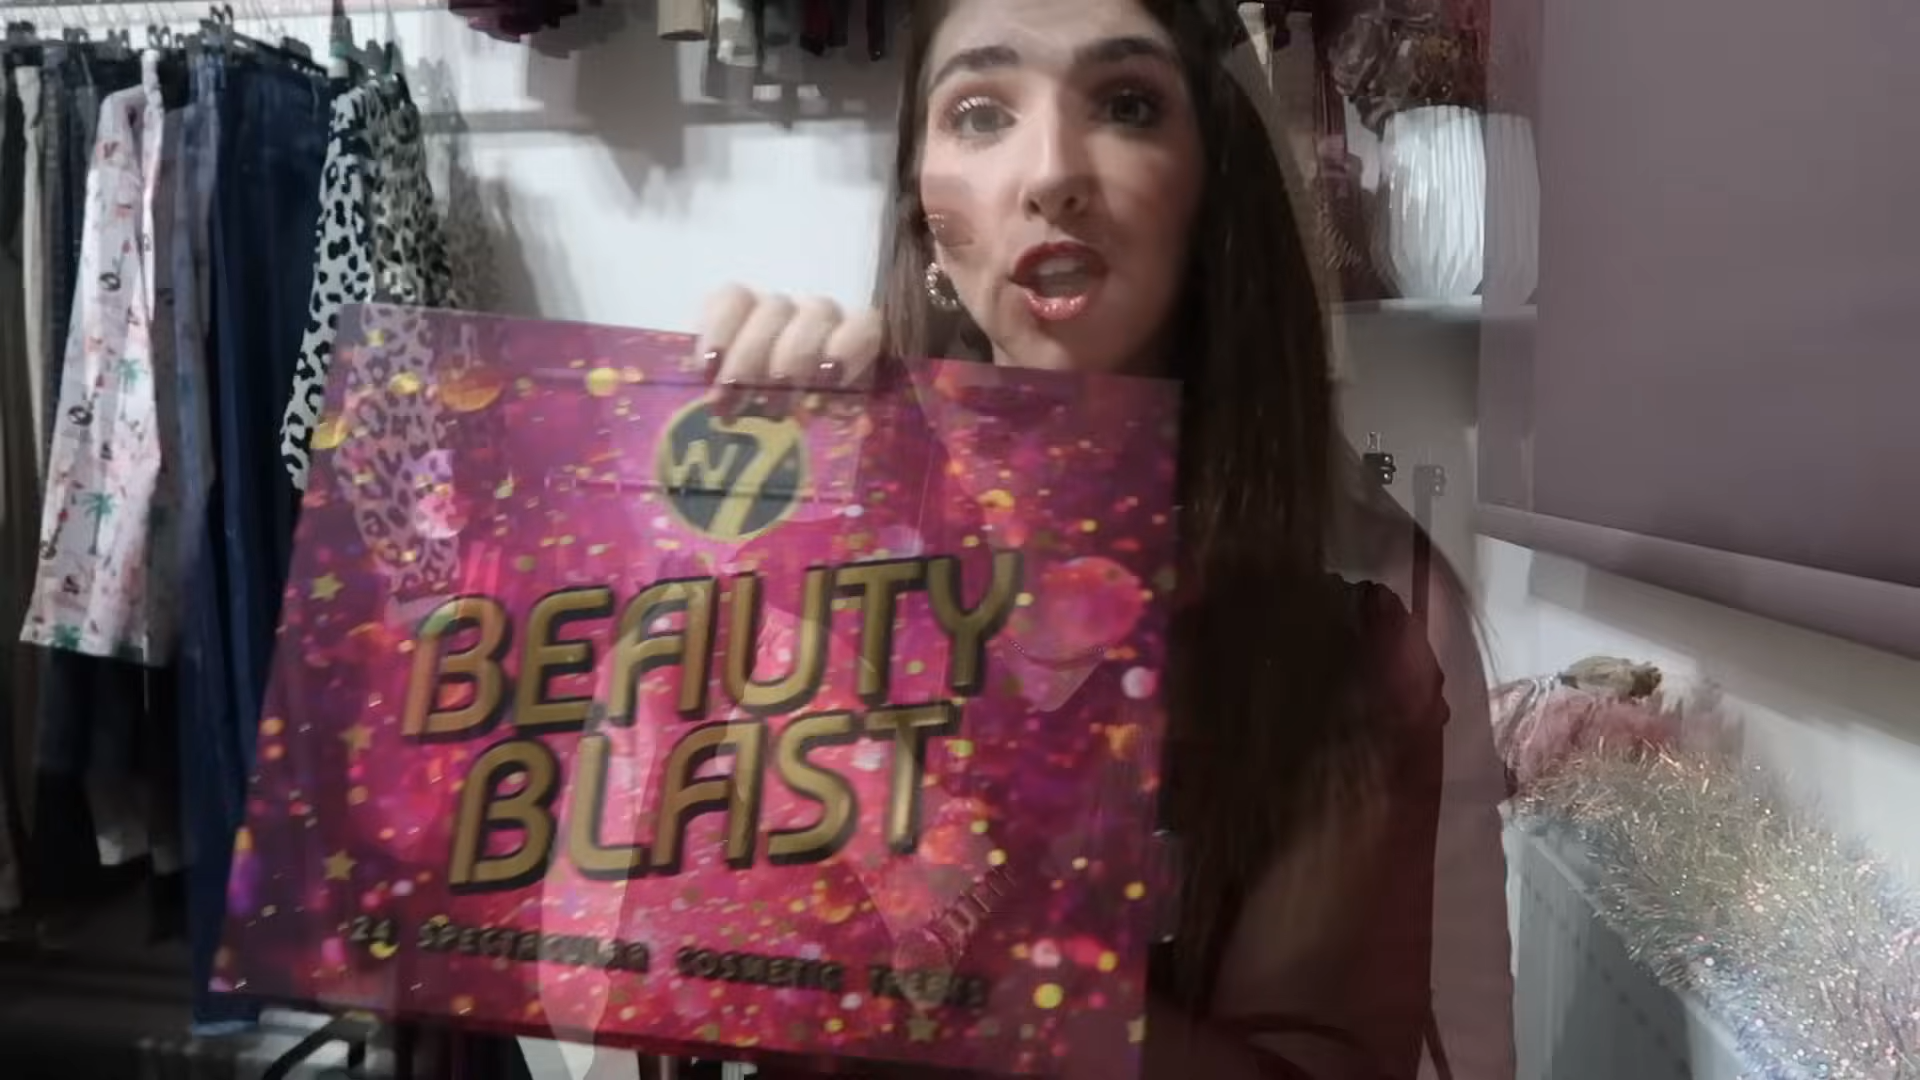 W7
BEAUTY
BLAST
24 SPECTACULAR COSMETIC TREATS